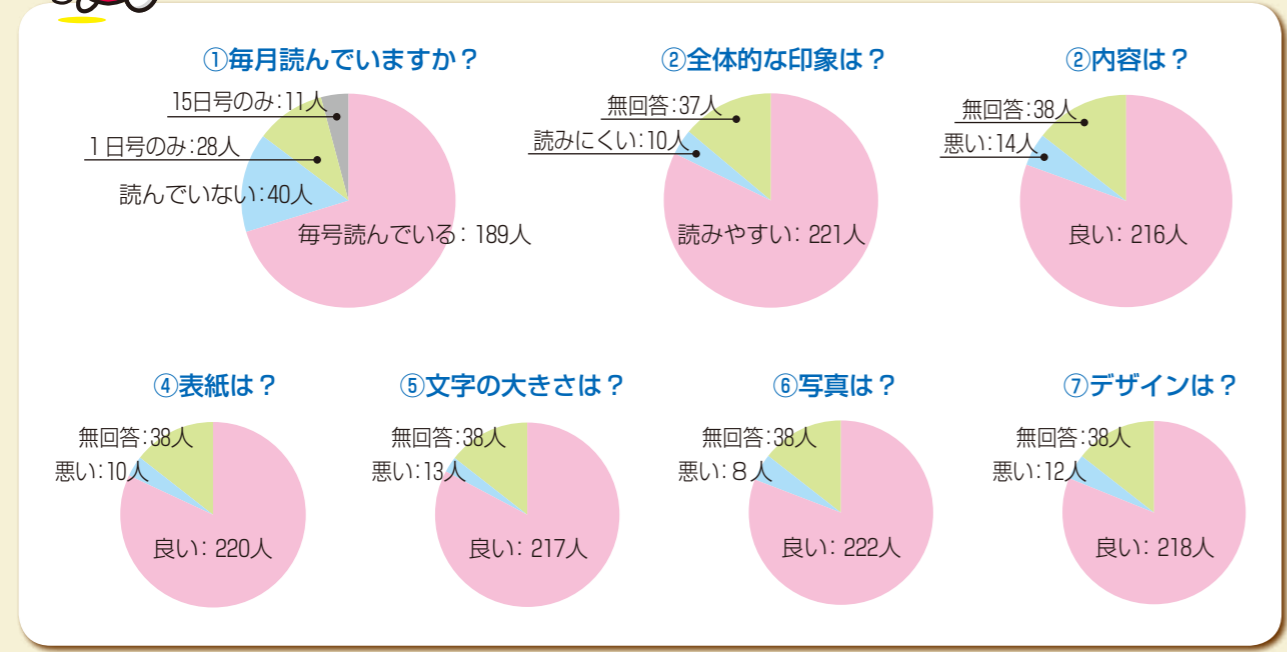 ①毎月読んでいますか？
15日号のみ：11人
１日号のみ：28人
読んでいない：40人
毎号読んでいる：189人
②全体的な印象は？
無回答：37人
読みにくい：10人
読みやすい：221人
②内容は？
無回答：38人
悪い：14人
良い：216人
④表紙は？
無回答：38人
悪い：10人
良い：220人
⑤文字の大きさは？
無回答：38人
悪い：13人
良い：217人
⑥写真は？
無回答：38人
悪い：８人
良い：222人
⑦デザインは？
無回答：38人
悪い：12人
良い：218人